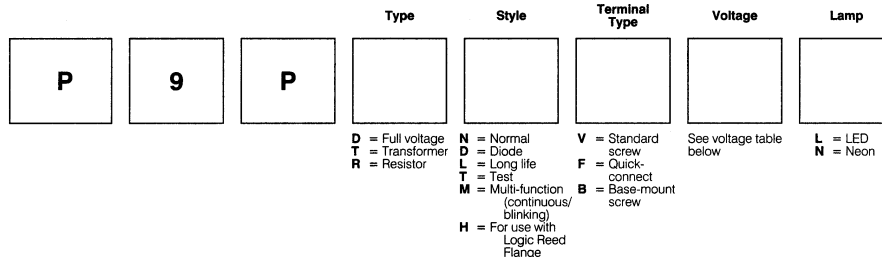 Type
Style
Terminal
Type
Voltage
Lamp
P
9
P
D = Full voltage
T = Transformer
R = Resistor
N = Normal
D = Diode
L = Long life
T = Test
M = Multi-function
(continuous/
blinking)
H = For use with
Logic Reed
Flange
V = Standard
screw
F = Quick-
connect
B = Base-mount
screw
See voltage table
below
L = LED
N = Neon